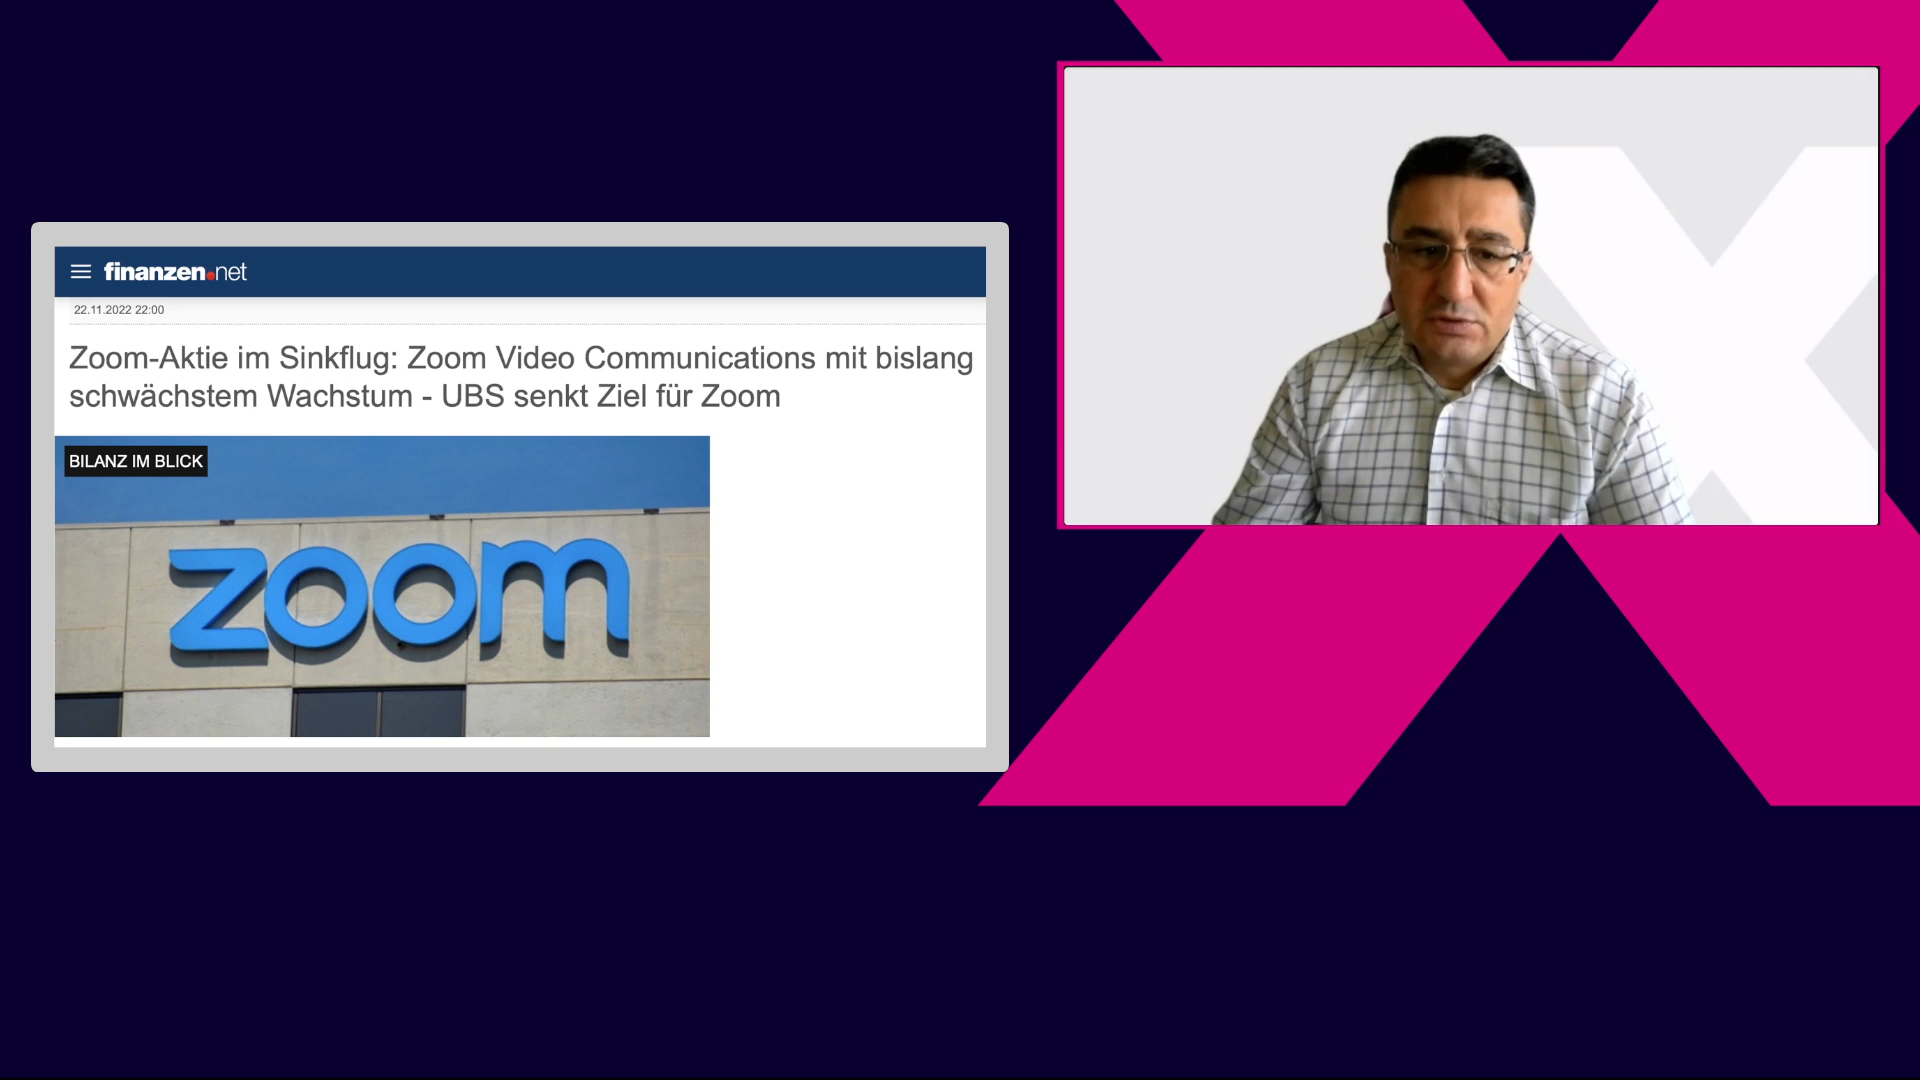 finanzen.net
22.11.2022 22:00
Zoom-Aktie im Sinkflug: Zoom Video Communications mit bislang
schwächstem Wachstum - UBS senkt Ziel für Zoom
BILANZ IM BLICK
zoom